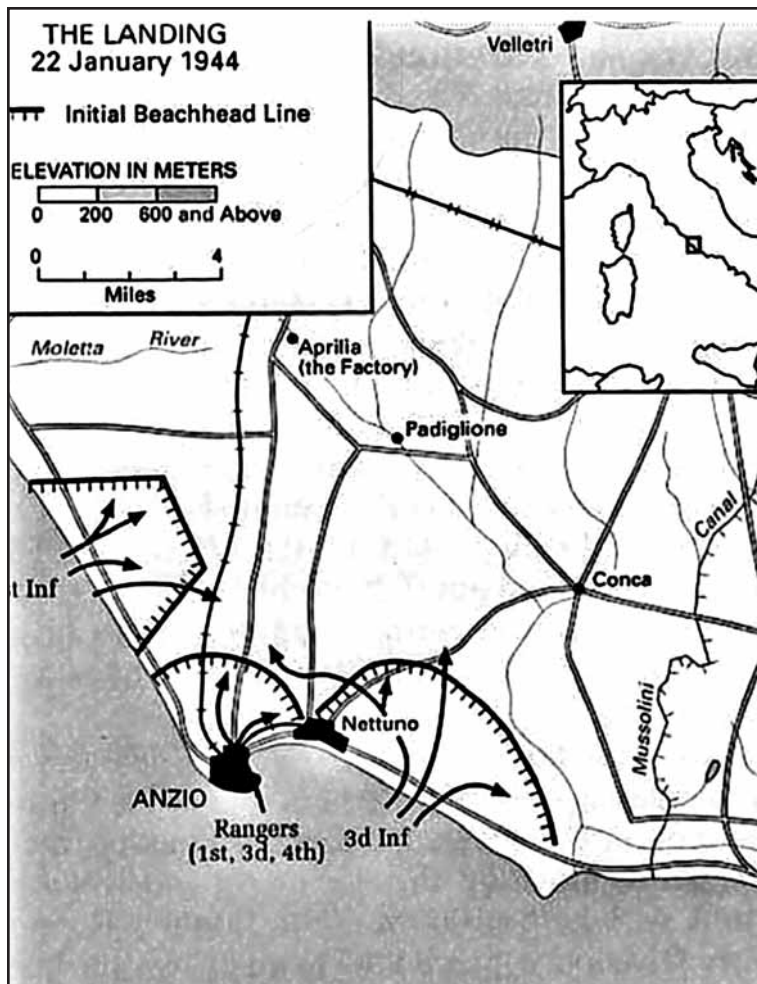 THE LANDING
22 January 1944
Initial Beachhead Line
ELEVATION IN METERS
0 200 600 and Above
0 4
Miles
Velletri
Moletta River
Aprilia
(the Factory)
Padiglione
Canal
t Inf
Conca
Mussolini
Nettuno
ANZIO
Rangers
(1st, 3d, 4th)
3d Inf